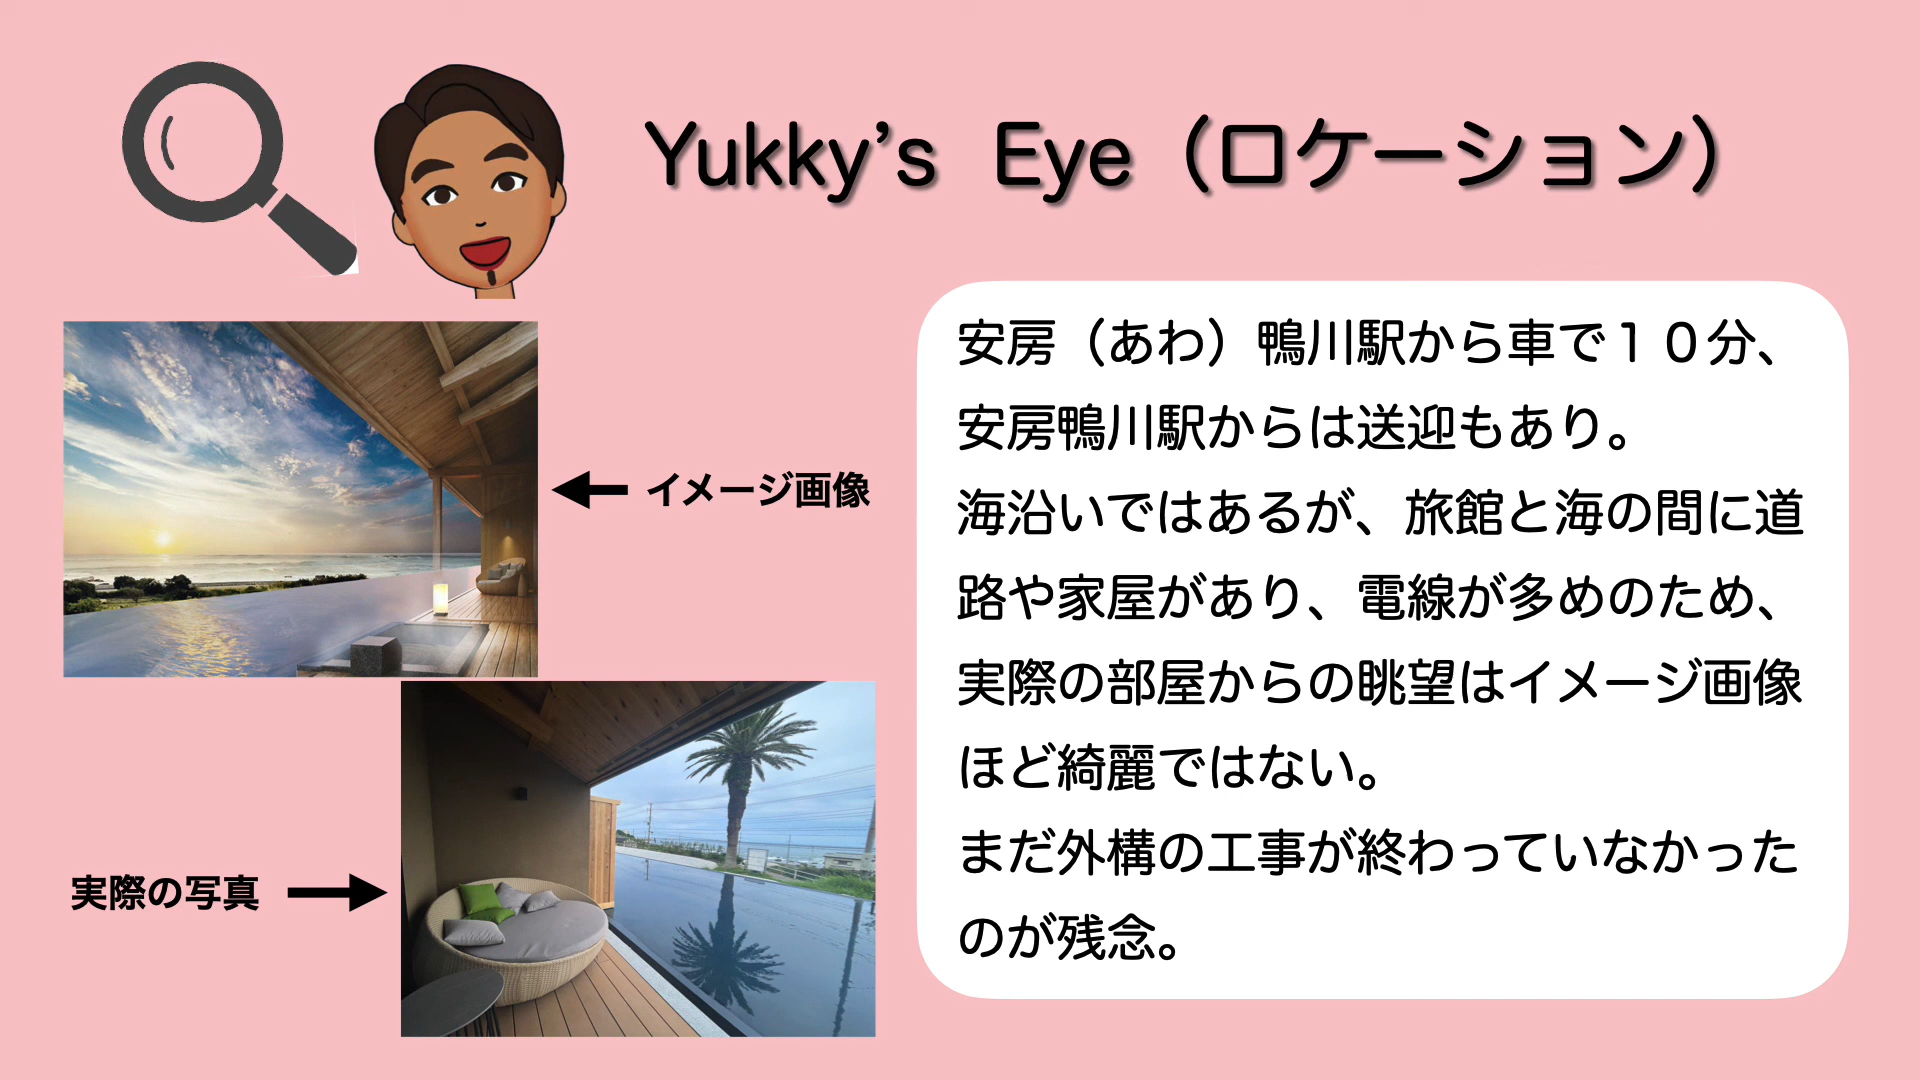 Yukky’s Eye（ロケーション）
イメージ画像
実際の写真
安房（あわ）鴨川駅から車で１０分、
安房鴨川駅からは送迎もあり。
海沿いではあるが、旅館と海の間に道
路や家屋があり、電線が多めのため、
実際の部屋からの眺望はイメージ画像
ほど綺麗ではない。
まだ外構の工事が終わっていなかった
のが残念。